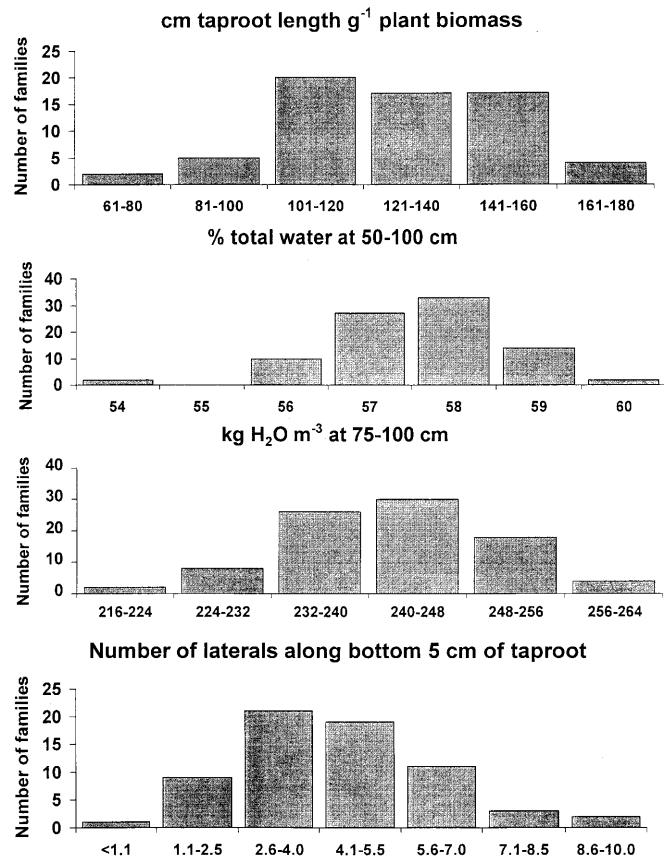 cm taproot length g⁻¹ plant biomass
Number of families
25
20
15
10
5
0
61-80 81-100 101-120 121-140 141-160 161-180
% total water at 50-100 cm
Number of families
40
30
20
10
0
54 55 56 57 58 59 60
kg H₂O m⁻³ at 75-100 cm
Number of families
40
30
20
10
0
216-224 224-232 232-240 240-248 248-256 256-264
Number of laterals along bottom 5 cm of taproot
Number of families
25
20
15
10
5
0
<1.1 1.1-2.5 2.6-4.0 4.1-5.5 5.6-7.0 7.1-8.5 8.6-10.0